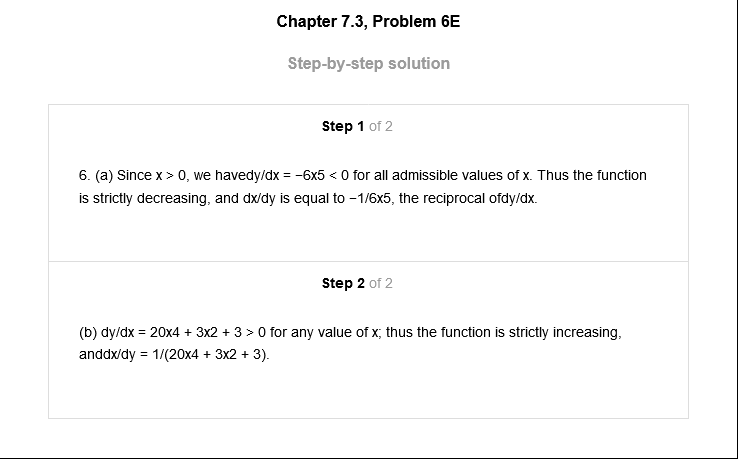 Chapter 7.3, Problem 6E
Step-by-step solution
Step 1 of 2
6. (a) Since x > 0, we havedy/dx = −6x5 < 0 for all admissible values of x. Thus the function
is strictly decreasing, and dx/dy is equal to −1/6x5, the reciprocal ofdy/dx.
Step 2 of 2
(b) dy/dx = 20x4 + 3x2 + 3 > 0 for any value of x; thus the function is strictly increasing,
anddx/dy = 1/(20x4 + 3x2 + 3).